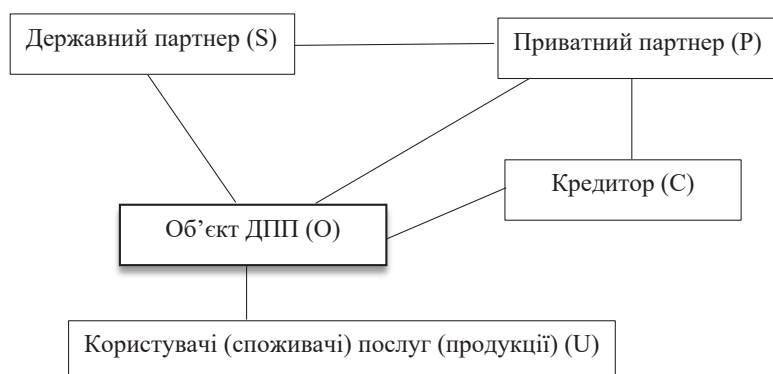 Державний партнер (S)
Приватний партнер (P)
Кредитор (C)
Об’єкт ДПП (O)
Користувачі (споживачі) послуг (продукції) (U)